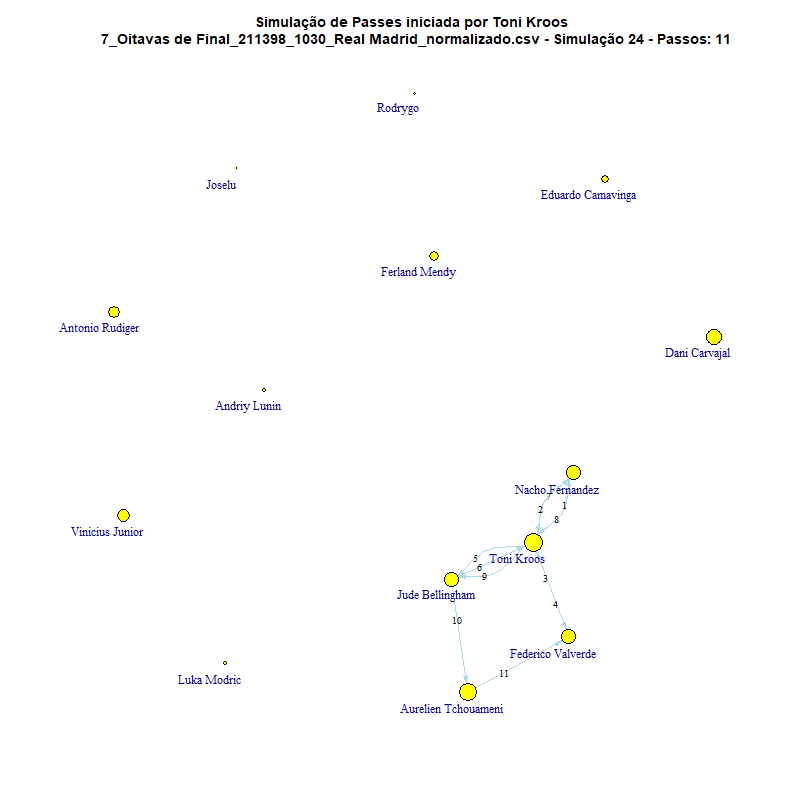 Simulação de Passes iniciada por Toni Kroos
7_Oitavas de Final_211398_1030_Real Madrid_normalizado.csv - Simulação 24 - Passos: 11
Rodrygo
Joselu
Eduardo Camavinga
Ferland Mendy
Antonio Rudiger
Dani Carvajal
Andriy Lunin
Nacho Fernandez
7
1
2
8
Vinicius Junior
Toni Kroos
5
6
9
3
Jude Bellingham
4
10
Federico Valverde
11
Luka Modric
Aurelien Tchouameni